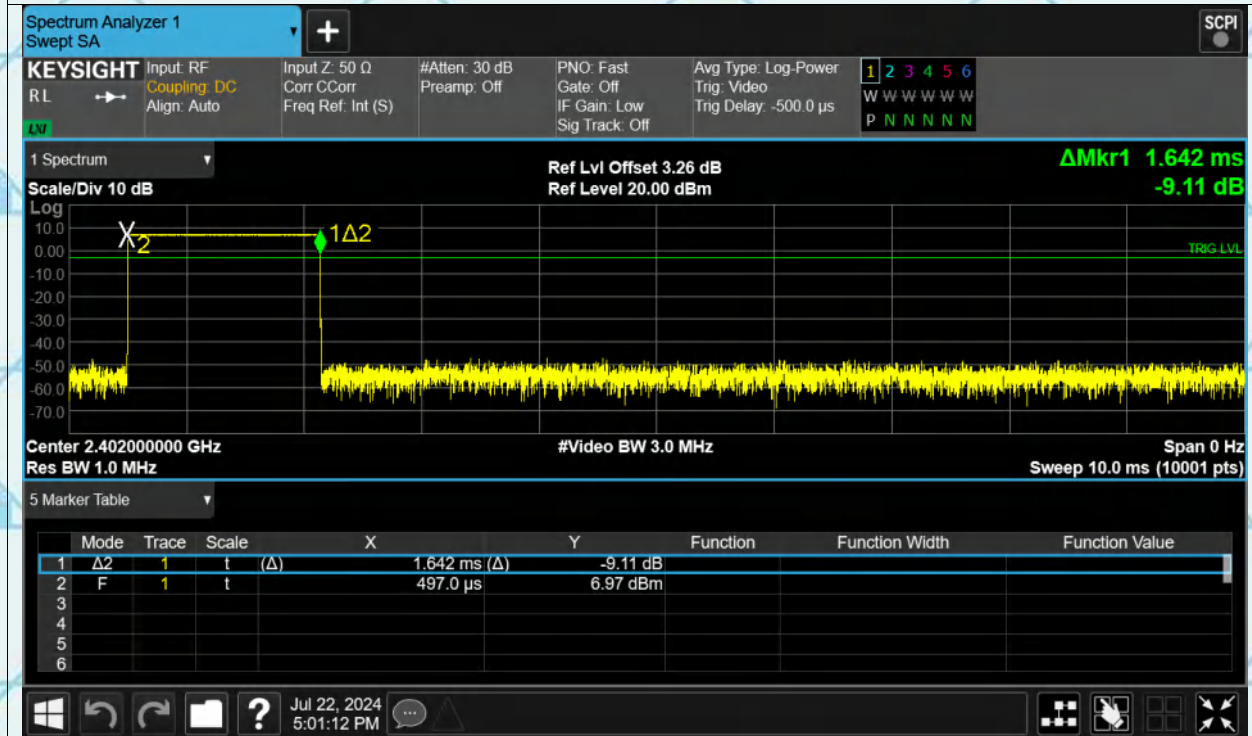 Spectrum Analyzer 1
Swept SA
+
SCPI
KEYSIGHT
RL
LXI
Input: RF
Coupling: DC
Align: Auto
Input Z: 50 Ω
Corr CCorr
Freq Ref: Int (S)
#Atten: 30 dB
Preamp: Off
PNO: Fast
Gate: Off
IF Gain: Low
Sig Track: Off
Avg Type: Log-Power
Trig: Video
Trig Delay: -500.0 µs
1 2 3 4 5 6
W W W W W W
P N N N N N
1 Spectrum
Scale/Div 10 dB
Ref Lvl Offset 3.26 dB
Ref Level 20.00 dBm
ΔMkr1 1.642 ms
-9.11 dB
Log
10.0
0.00
-10.0
-20.0
-30.0
-40.0
-50.0
-60.0
-70.0
X2
1Δ2
TRIG LVL
Center 2.402000000 GHz
Res BW 1.0 MHz
#Video BW 3.0 MHz
Span 0 Hz
Sweep 10.0 ms (10001 pts)
5 Marker Table
Mode Trace Scale X Y Function Function Width Function Value
1 Δ2 1 t (Δ) 1.642 ms (Δ) -9.11 dB
2 F 1 t 497.0 µs 6.97 dBm
3
4
5
6
?
Jul 22, 2024
5:01:12 PM